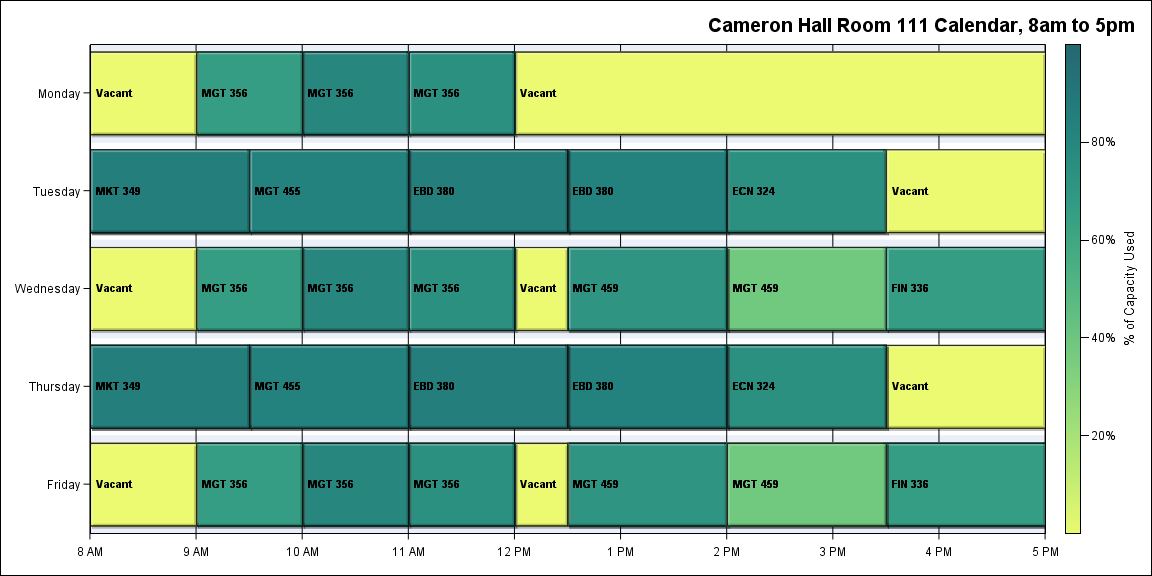 Cameron Hall Room 111 Calendar, 8am to 5pm
Monday
Vacant
MGT 356
MGT 356
MGT 356
Vacant
Tuesday
MKT 349
MGT 455
EBD 380
EBD 380
ECN 324
Vacant
Wednesday
Vacant
MGT 356
MGT 356
MGT 356
Vacant
MGT 459
MGT 459
FIN 336
Thursday
MKT 349
MGT 455
EBD 380
EBD 380
ECN 324
Vacant
Friday
Vacant
MGT 356
MGT 356
MGT 356
Vacant
MGT 459
MGT 459
FIN 336
8 AM
9 AM
10 AM
11 AM
12 PM
1 PM
2 PM
3 PM
4 PM
5 PM
80%
60%
40%
20%
% of Capacity Used